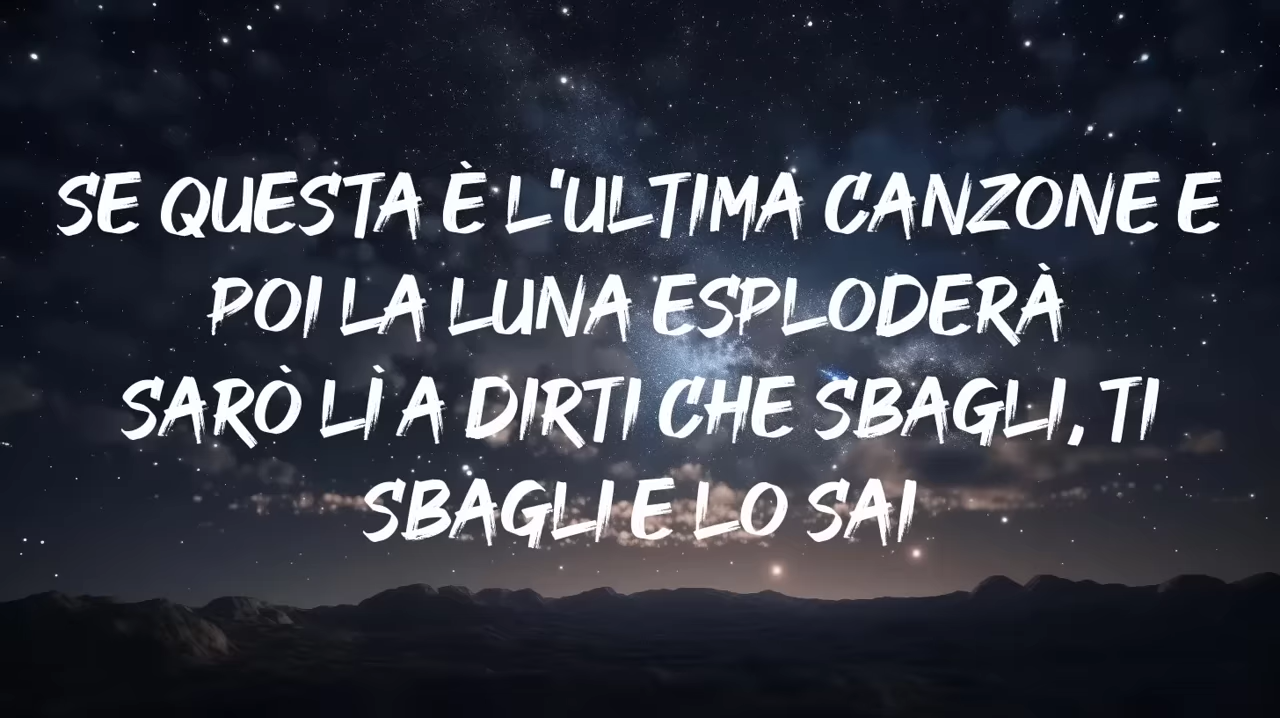 SE QUESTA È L'ULTIMA CANZONE E
POI LA LUNA ESPLODERÀ
SARÒ LÌ A DIRTI CHE SBAGLI, TI
SBAGLI E LO SAI